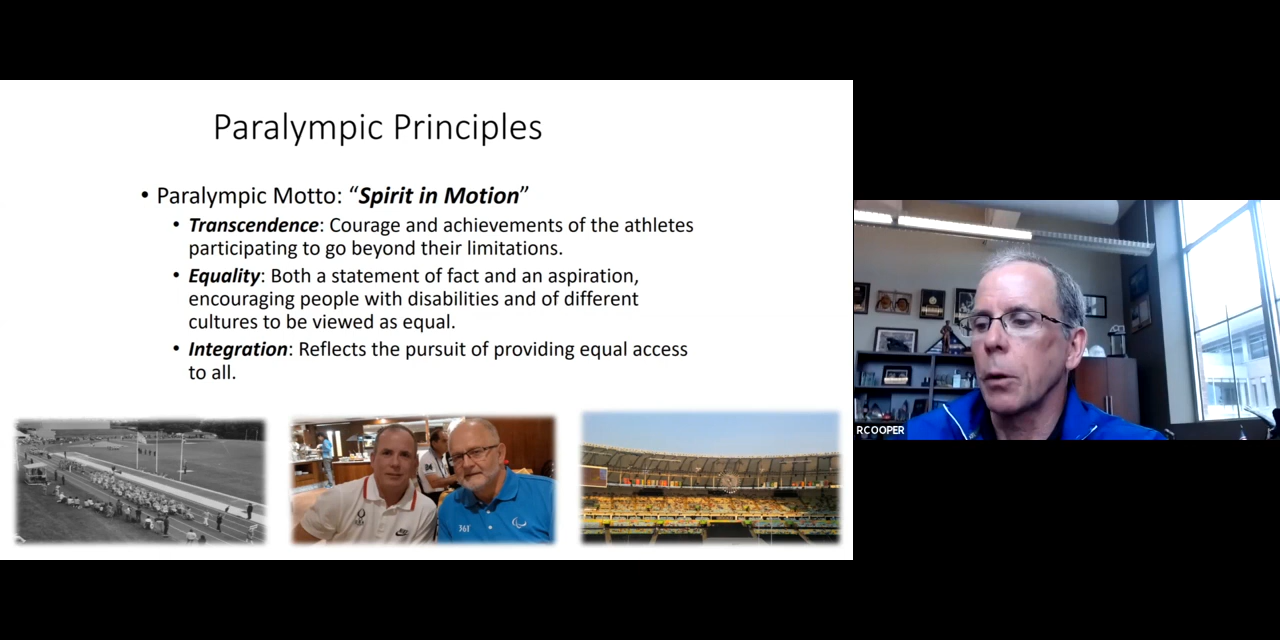 Paralympic Principles
• Paralympic Motto: “Spirit in Motion”
• Transcendence: Courage and achievements of the athletes
participating to go beyond their limitations.
• Equality: Both a statement of fact and an aspiration,
encouraging people with disabilities and of different
cultures to be viewed as equal.
• Integration: Reflects the pursuit of providing equal access
to all.
361°
RCOOPER